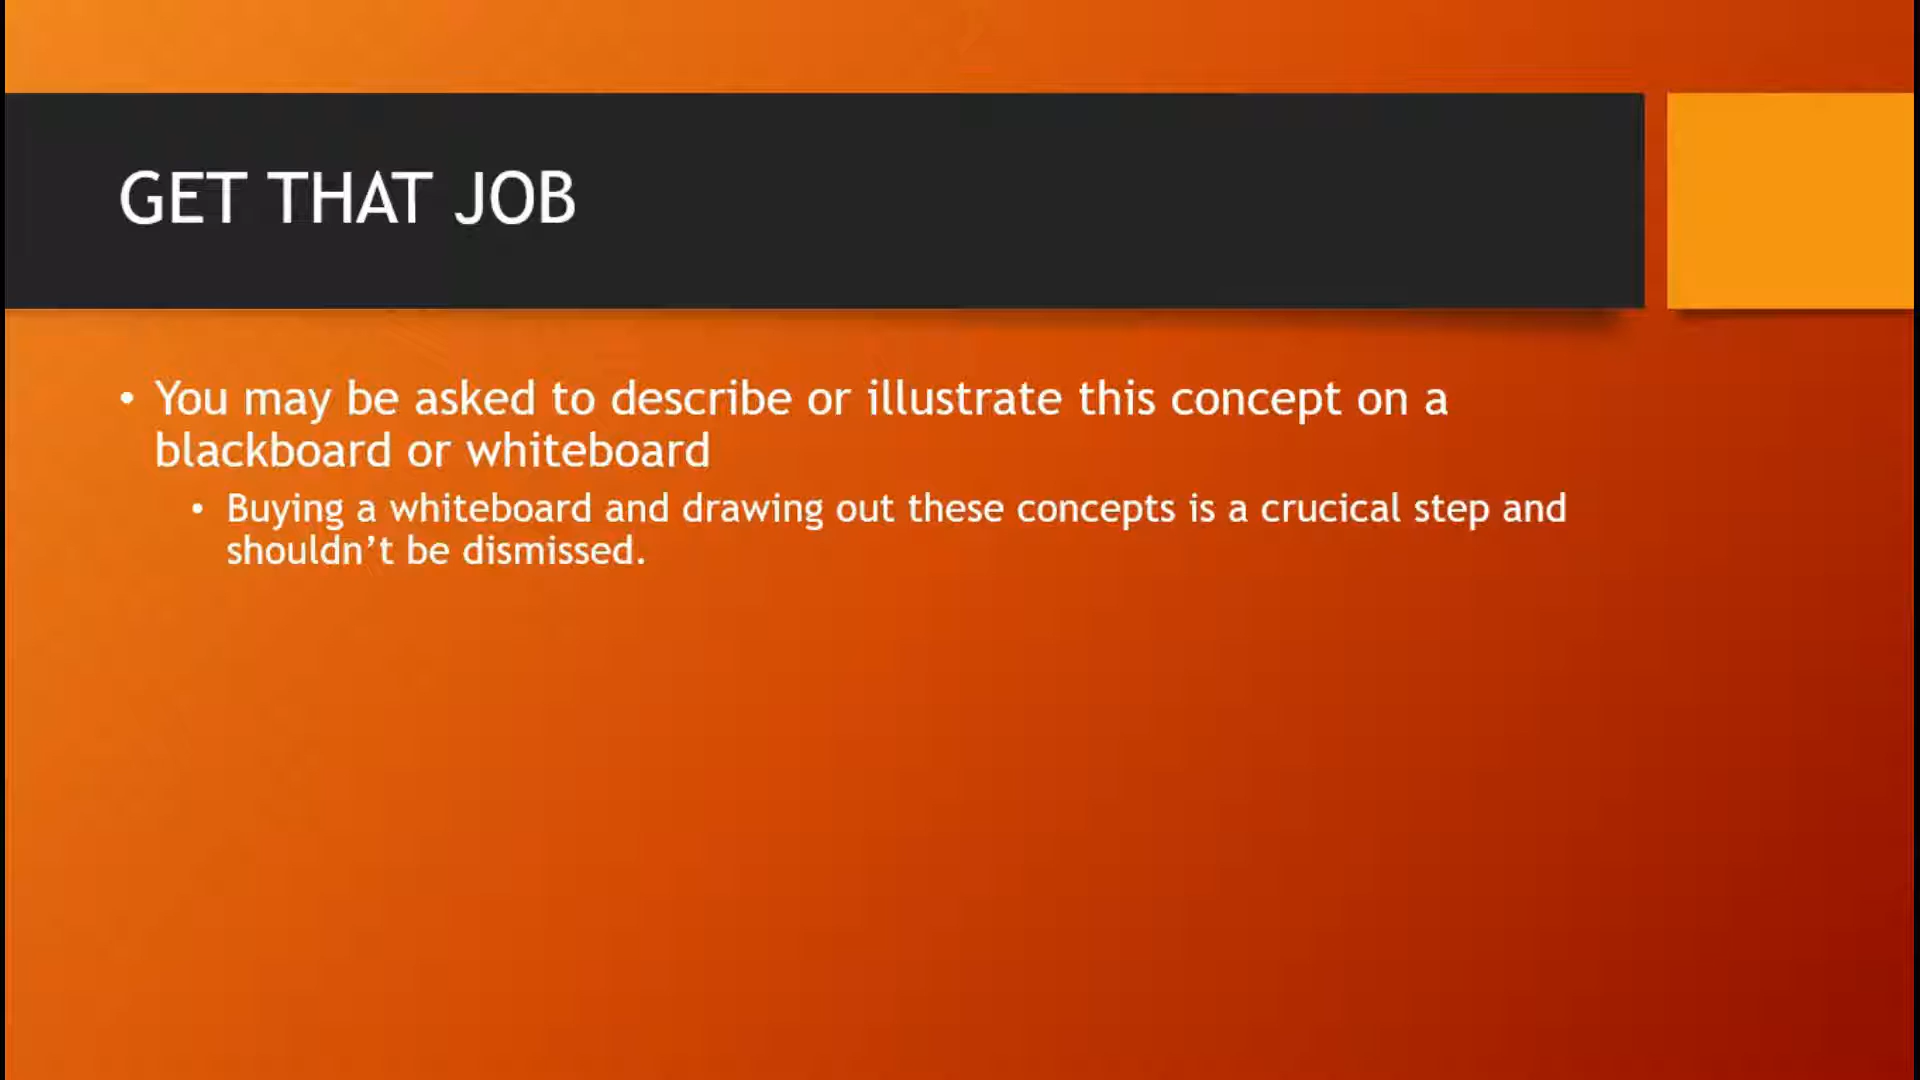 GET THAT JOB
• You may be asked to describe or illustrate this concept on a
blackboard or whiteboard
• Buying a whiteboard and drawing out these concepts is a crucical step and
shouldn’t be dismissed.